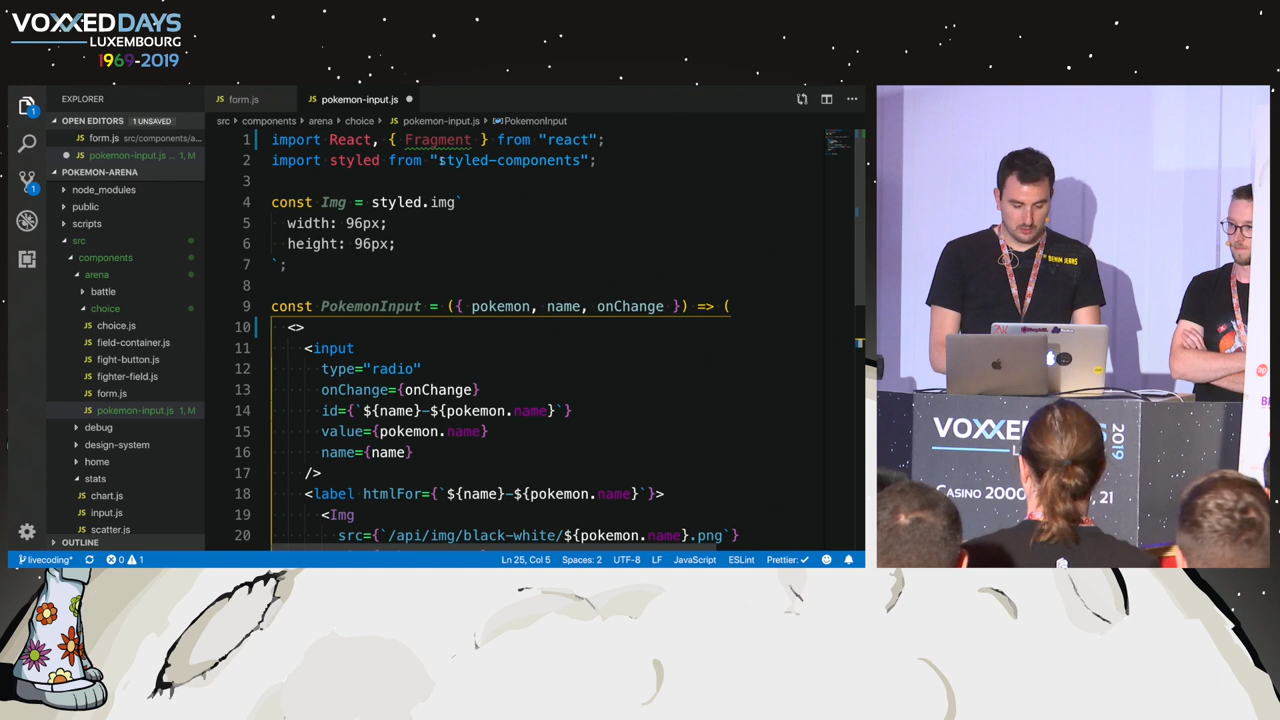 VOXXED DAYS
LUXEMBOURG
1969-2019
EXPLORER
OPEN EDITORS 1 UNSAVED
form.js src/components/a...
pokemon-input.js ... 1, M
POKEMON-ARENA
node_modules
public
scripts
src
components
arena
battle
choice
choice.js
field-container.js
fight-button.js
fighter-field.js
form.js
pokemon-input.js 1, M
debug
design-system
home
stats
chart.js
input.js
scatter.js
OUTLINE
form.js
pokemon-input.js
src › components › arena › choice › pokemon-input.js › PokemonInput
1 import React, { Fragment } from "react";
2 import styled from "styled-components";
3
4 const Img = styled.img`
5 width: 96px;
6 height: 96px;
7 `;
8
9 const PokemonInput = ({ pokemon, name, onChange }) => (
10 <>
11 <input
12 type="radio"
13 onChange={onChange}
14 id={`${name}-${pokemon.name}`}
15 value={pokemon.name}
16 name={name}
17 />
18 <label htmlFor={`${name}-${pokemon.name}`}>
19 <Img
20 src={`/api/img/black-white/${pokemon.name}.png`}
livecoding* 0 1 Ln 25, Col 5 Spaces: 2 UTF-8 LF JavaScript ESLint Prettier: ✓
DENIM JEANS
2019
CASINO 2000
21